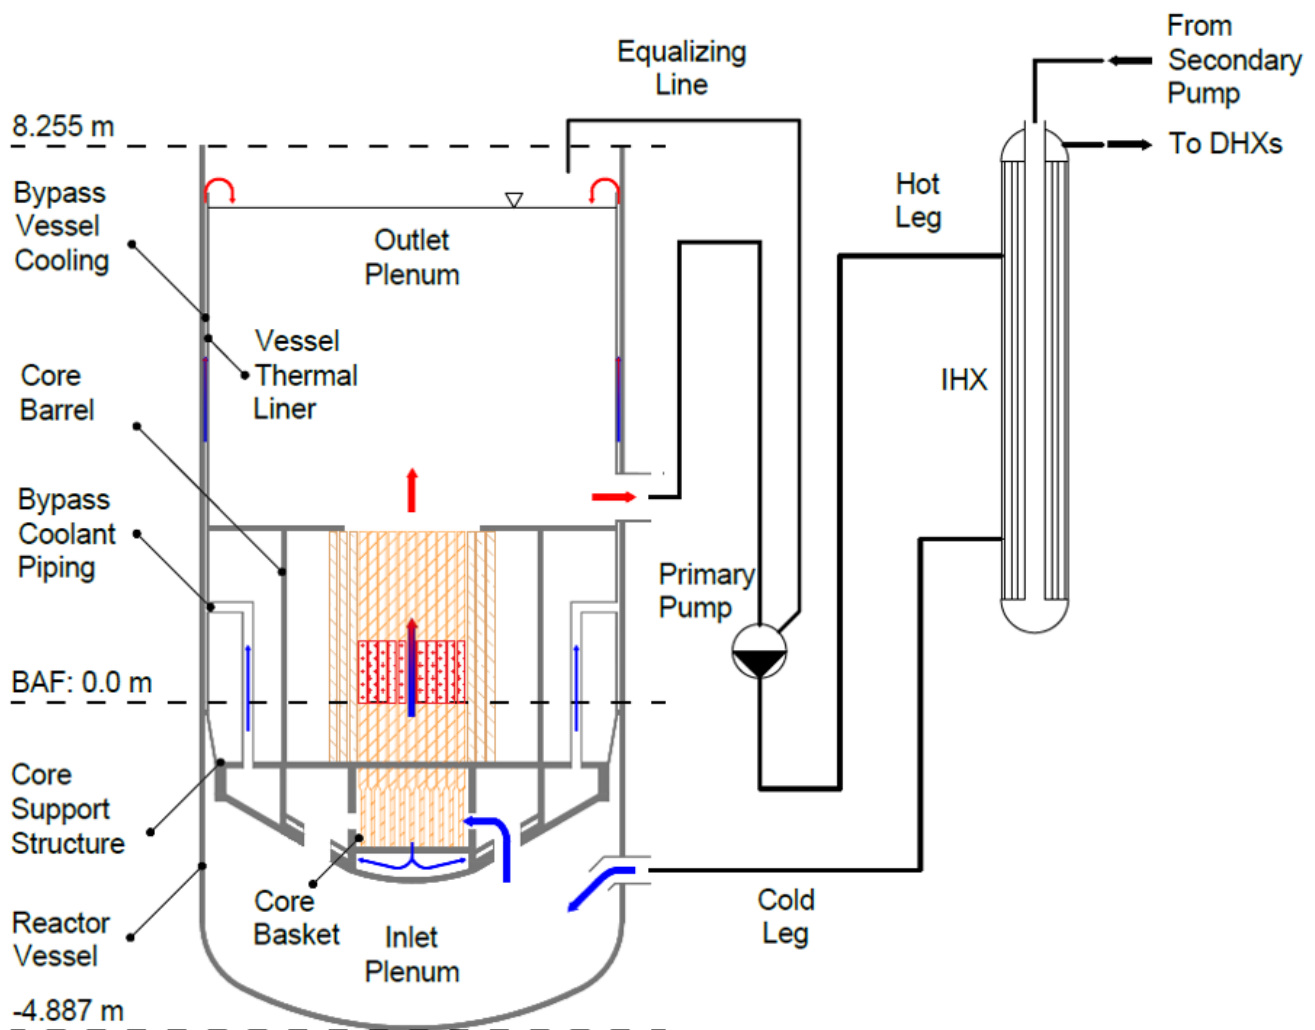 From
Secondary
Pump
Equalizing
Line
8.255 m
To DHXs
Bypass
Vessel
Cooling
Hot
Leg
Outlet
Plenum
Vessel
Thermal
Liner
Core
Barrel
IHX
Bypass
Coolant
Piping
Primary
Pump
BAF: 0.0 m
Core
Support
Structure
Core
Basket
Cold
Leg
Reactor
Vessel
Inlet
Plenum
-4.887 m